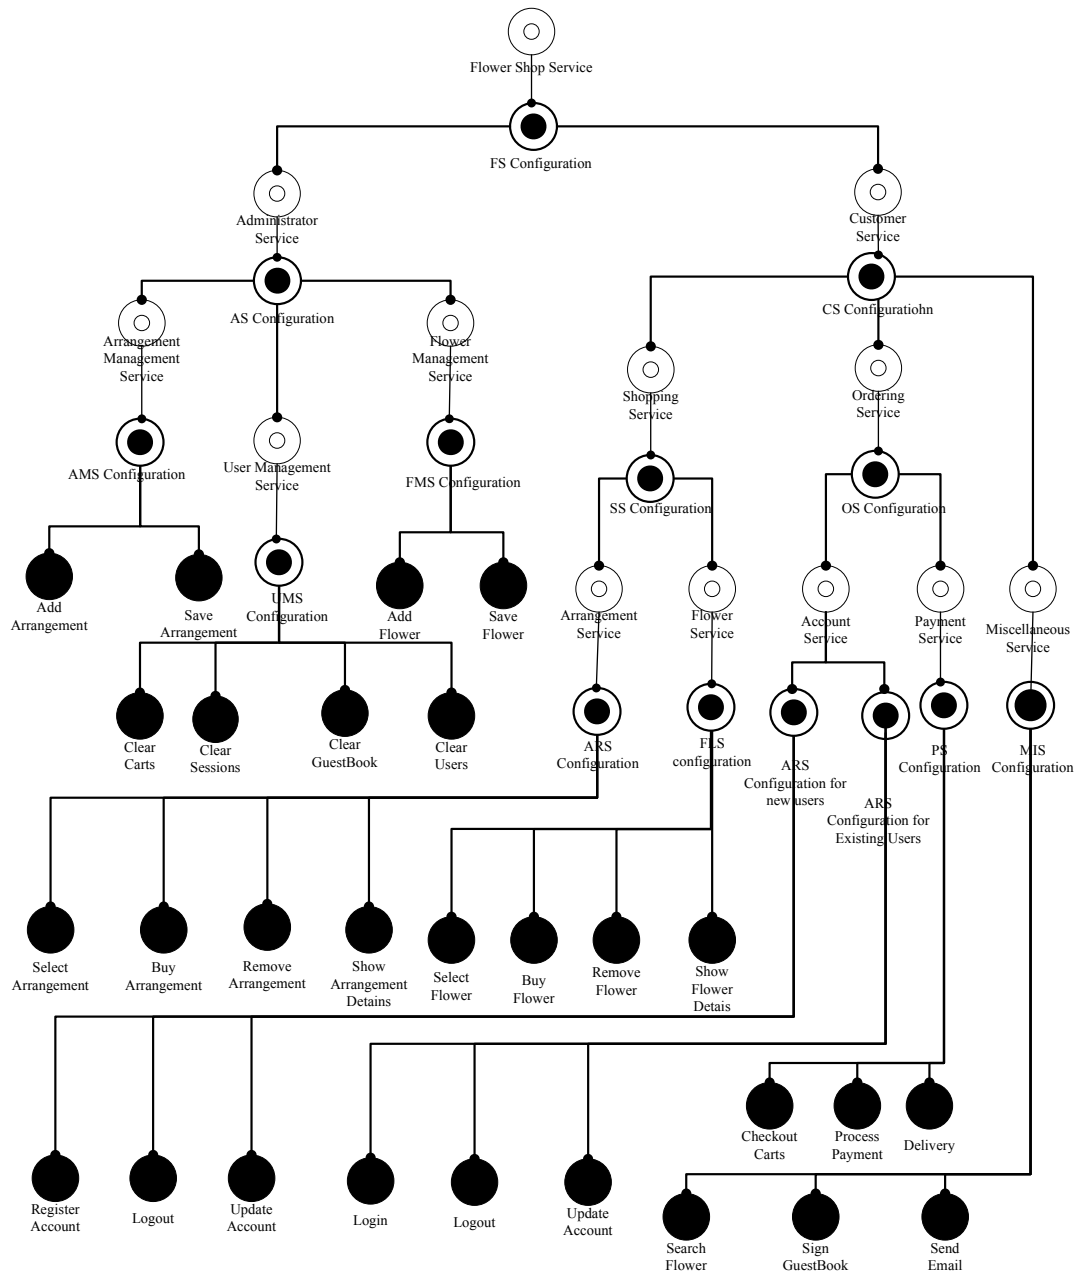 Flower Shop Service
FS Configuration
Administrator
Service
Customer
Service
AS Configuration
CS Configuratiohn
Arrangement
Management
Service
Flower
Management
Service
Shopping
Service
Ordering
Service
AMS Configuration
User Management
Service
FMS Configuration
SS Configuration
OS Configuration
Add
Arrangement
Save
Arrangement
UMS
Configuration
Add
Flower
Save
Flower
Arrangement
Service
Flower
Service
Account
Service
Payment
Service
Miscellaneous
Service
Clear
Carts
Clear
Sessions
Clear
GuestBook
Clear
Users
ARS
Configuration
FLS
configuration
ARS
Configuration for
new users
ARS
Configuration for
Existing Users
PS
Configuration
MIS
Configuration
Select
Arrangement
Buy
Arrangement
Remove
Arrangement
Show
Arrangement
Detains
Select
Flower
Buy
Flower
Remove
Flower
Show
Flower
Detais
Checkout
Carts
Process
Payment
Delivery
Register
Account
Logout
Update
Account
Login
Logout
Update
Account
Search
Flower
Sign
GuestBook
Send
Email